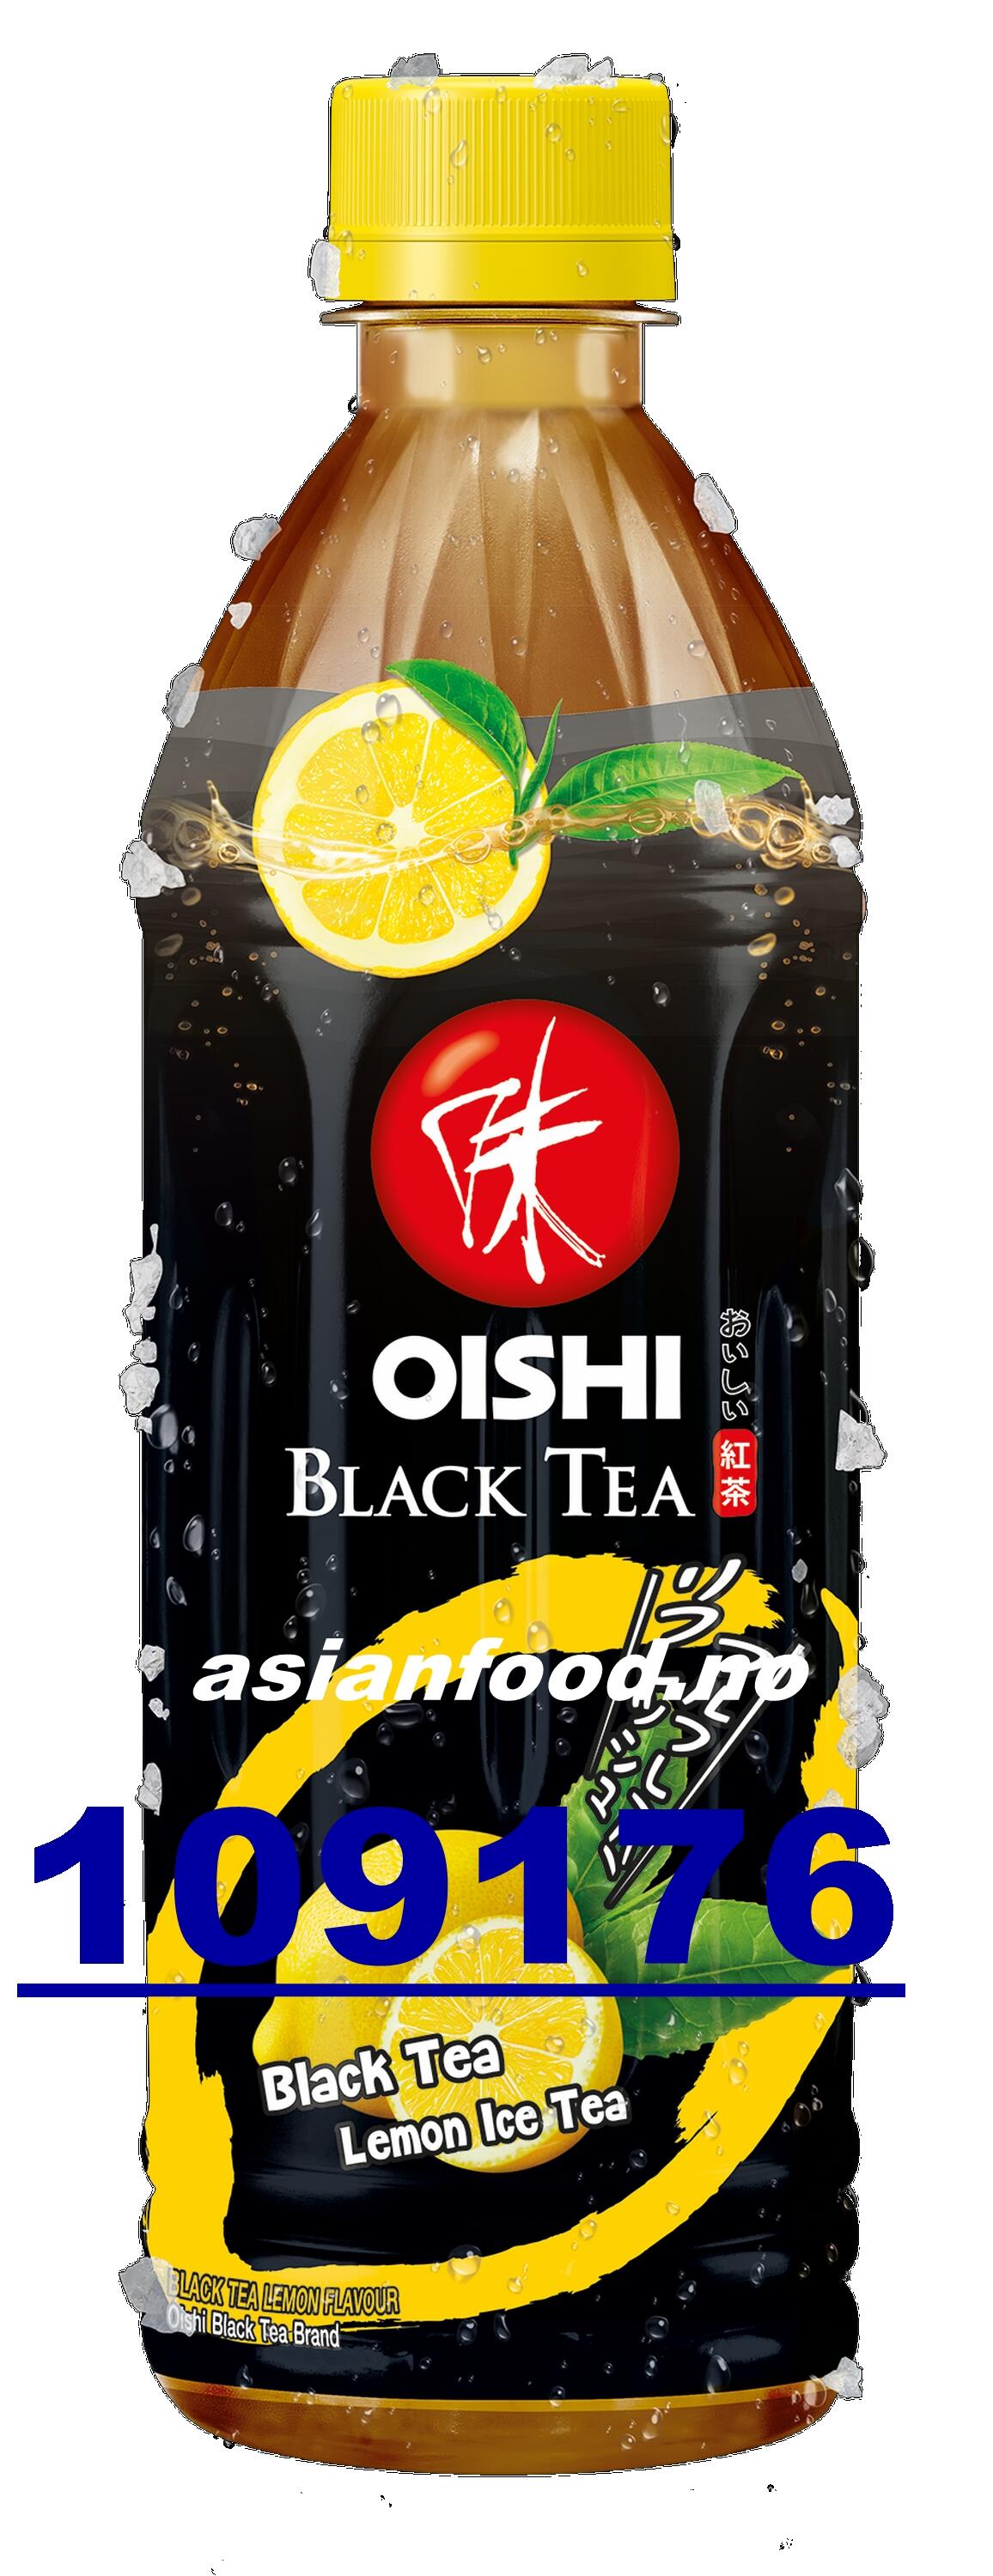 味
OISHI
おいしい
BLACK TEA
紅茶
asianfood.no
109176
Black Tea
Lemon Ice Tea
BLACK TEA LEMON FLAVOUR
Oishi Black Tea Brand